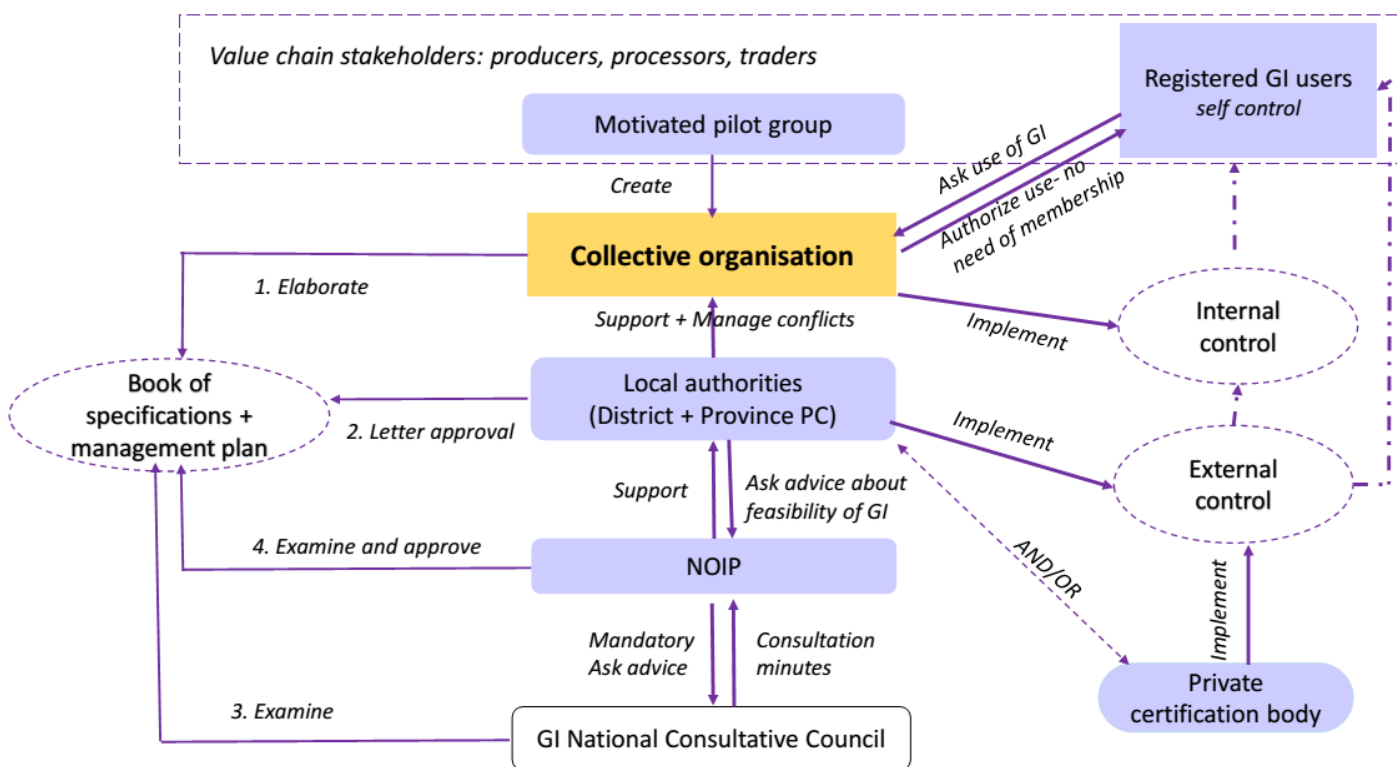 Value chain stakeholders: producers, processors, traders
Registered GI users
self control
Motivated pilot group
Ask use of GI
Create
Authorize use- no
need of membership
Collective organisation
1. Elaborate
Support + Manage conflicts
Implement
Internal
control
Book of
specifications +
management plan
Local authorities
(District + Province PC)
2. Letter approval
Implement
External
control
Support
Ask advice about
feasibility of GI
4. Examine and approve
NOIP
AND/OR
Implement
Mandatory
Ask advice
Consultation
minutes
Private
certification body
3. Examine
GI National Consultative Council